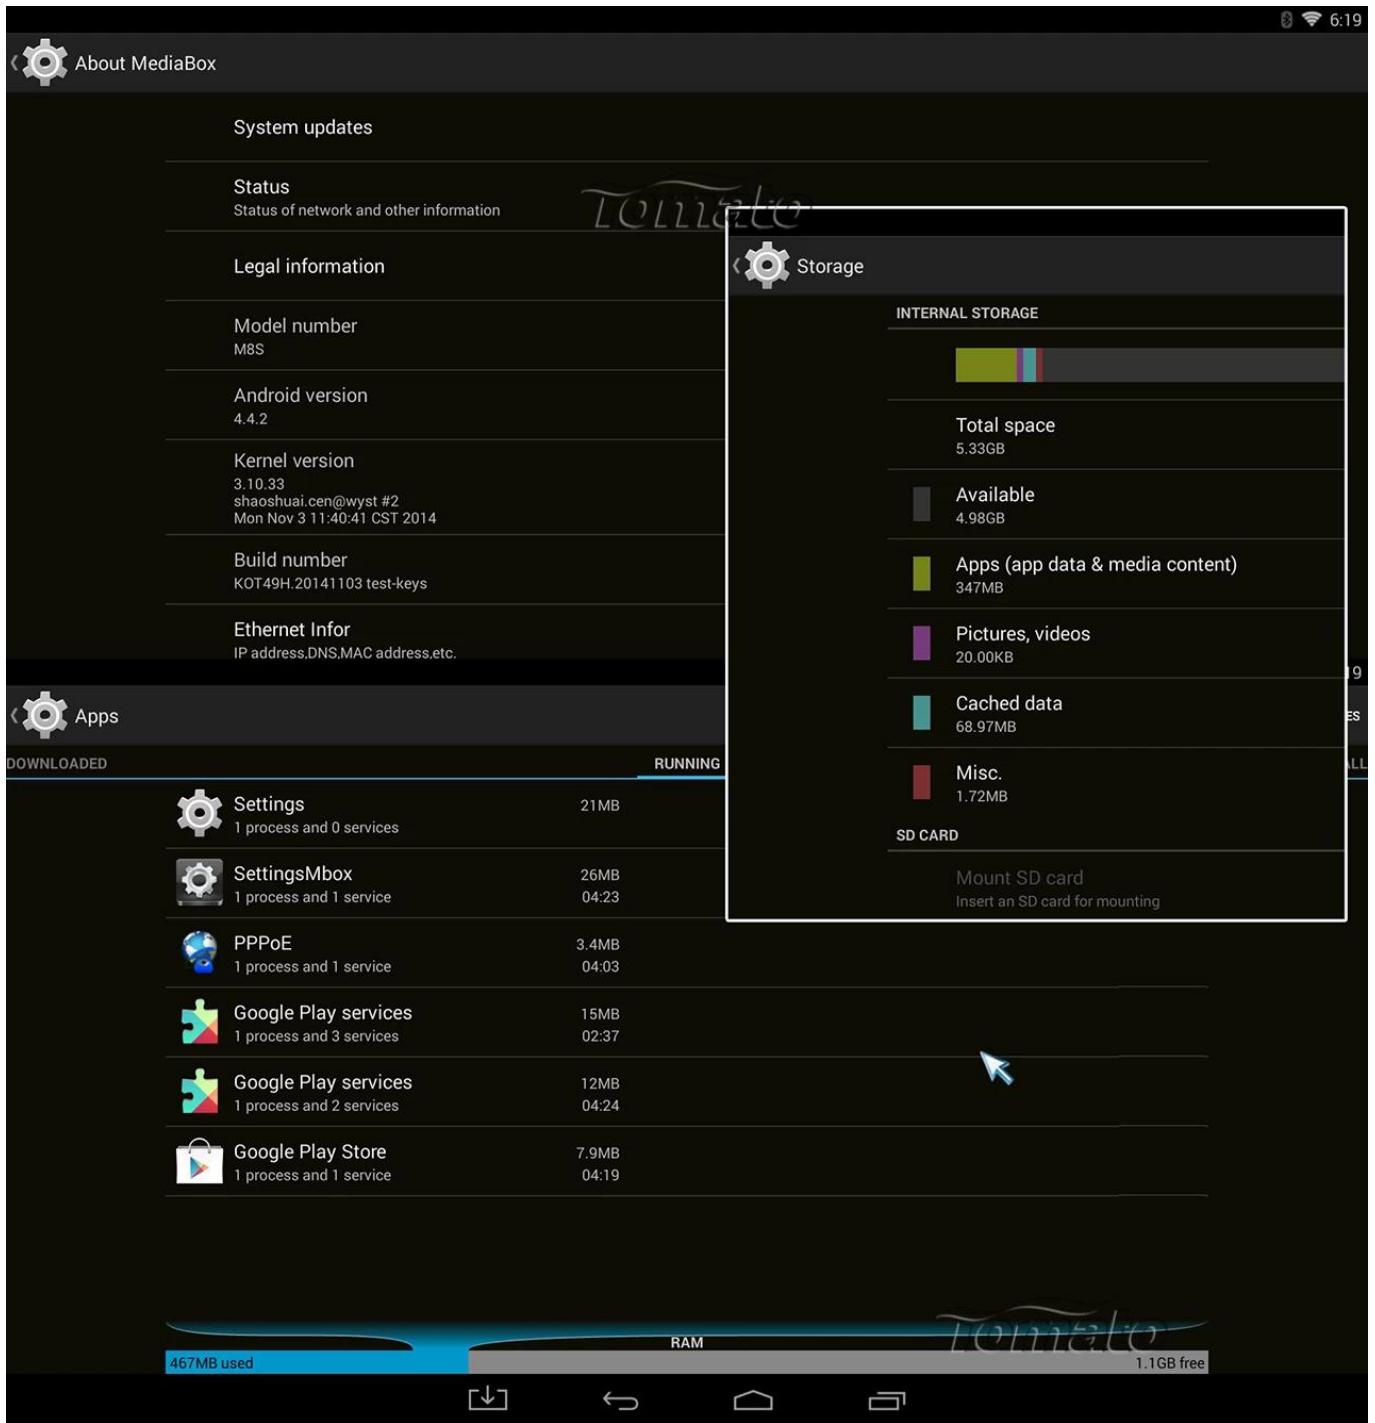 6:19
About MediaBox
System updates
Status
Status of network and other information
Tomato
Legal information
Model number
M8S
Android version
4.4.2
Kernel version
3.10.33
shaoshuai.cen@wyst #2
Mon Nov 3 11:40:41 CST 2014
Build number
KOT49H.20141103 test-keys
Ethernet Infor
IP address,DNS,MAC address,etc.
Storage
INTERNAL STORAGE
Total space
5.33GB
Available
4.98GB
Apps (app data & media content)
347MB
Pictures, videos
20.00KB
Cached data
68.97MB
Misc.
1.72MB
SD CARD
Mount SD card
Insert an SD card for mounting
19
Apps
ES
DOWNLOADED
RUNNING
LL
Settings
21MB
1 process and 0 services
SettingsMbox
26MB
1 process and 1 service
04:23
PPPoE
3.4MB
1 process and 1 service
04:03
Google Play services
15MB
1 process and 3 services
02:37
Google Play services
12MB
1 process and 2 services
04:24
Google Play Store
7.9MB
1 process and 1 service
04:19
Tomato
RAM
467MB used
1.1GB free